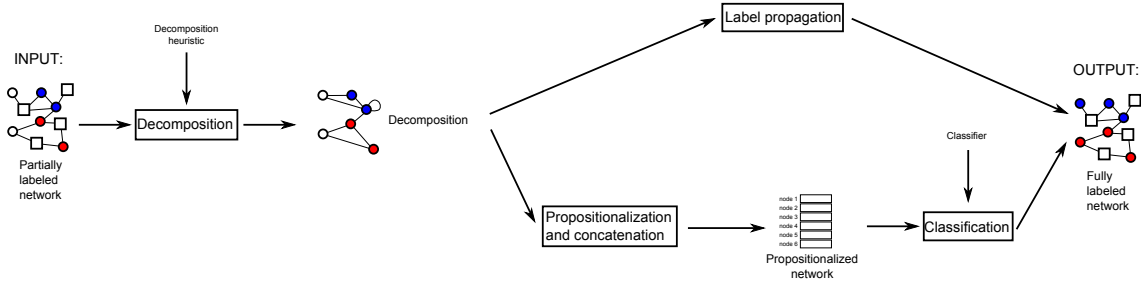 INPUT:
Partially
labeled
network
Decomposition
heuristic
Decomposition
Decomposition
Label propagation
Propositionalization
and concatenation
node 1
node 2
node 3
node 4
node 5
node 6
Propositionalized
network
Classifier
Classification
OUTPUT:
Fully
labeled
network